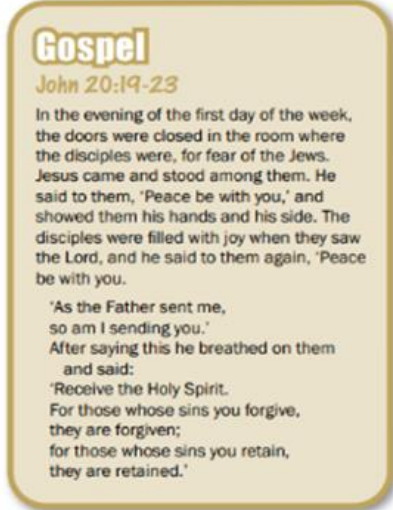 Gospel
John 20:19-23
In the evening of the first day of the week,
the doors were closed in the room where
the disciples were, for fear of the Jews.
Jesus came and stood among them. He
said to them, 'Peace be with you,' and
showed them his hands and his side. The
disciples were filled with joy when they saw
the Lord, and he said to them again, 'Peace
be with you.
'As the Father sent me,
so am I sending you.'
After saying this he breathed on them
and said:
'Receive the Holy Spirit.
For those whose sins you forgive,
they are forgiven;
for those whose sins you retain,
they are retained.'